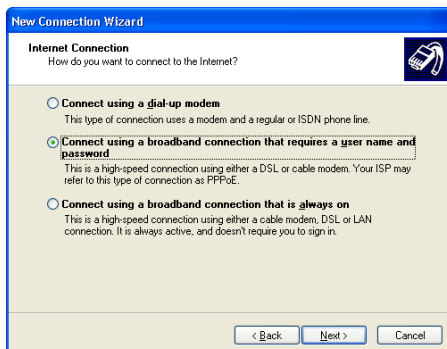 New Connection Wizard
Internet Connection
How do you want to connect to the Internet?
Connect using a dial-up modem
This type of connection uses a modem and a regular or ISDN phone line.
Connect using a broadband connection that requires a user name and
password
This is a high-speed connection using either a DSL or cable modem. Your ISP may
refer to this type of connection as PPPoE.
Connect using a broadband connection that is always on
This is a high-speed connection using either a cable modem, DSL or LAN
connection. It is always active, and doesn't require you to sign in.
< Back
Next >
Cancel